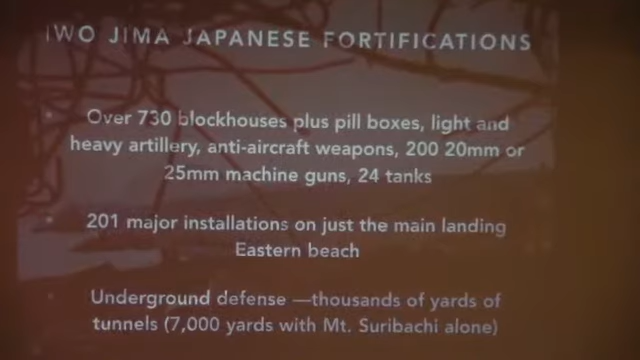 IWO JIMA JAPANESE FORTIFICATIONS
Over 730 blockhouses plus pill boxes, light and
heavy artillery, anti-aircraft weapons, 200 20mm or
25mm machine guns, 24 tanks
201 major installations on just the main landing
Eastern beach
Underground defense —thousands of yards of
tunnels (7,000 yards with Mt. Suribachi alone)